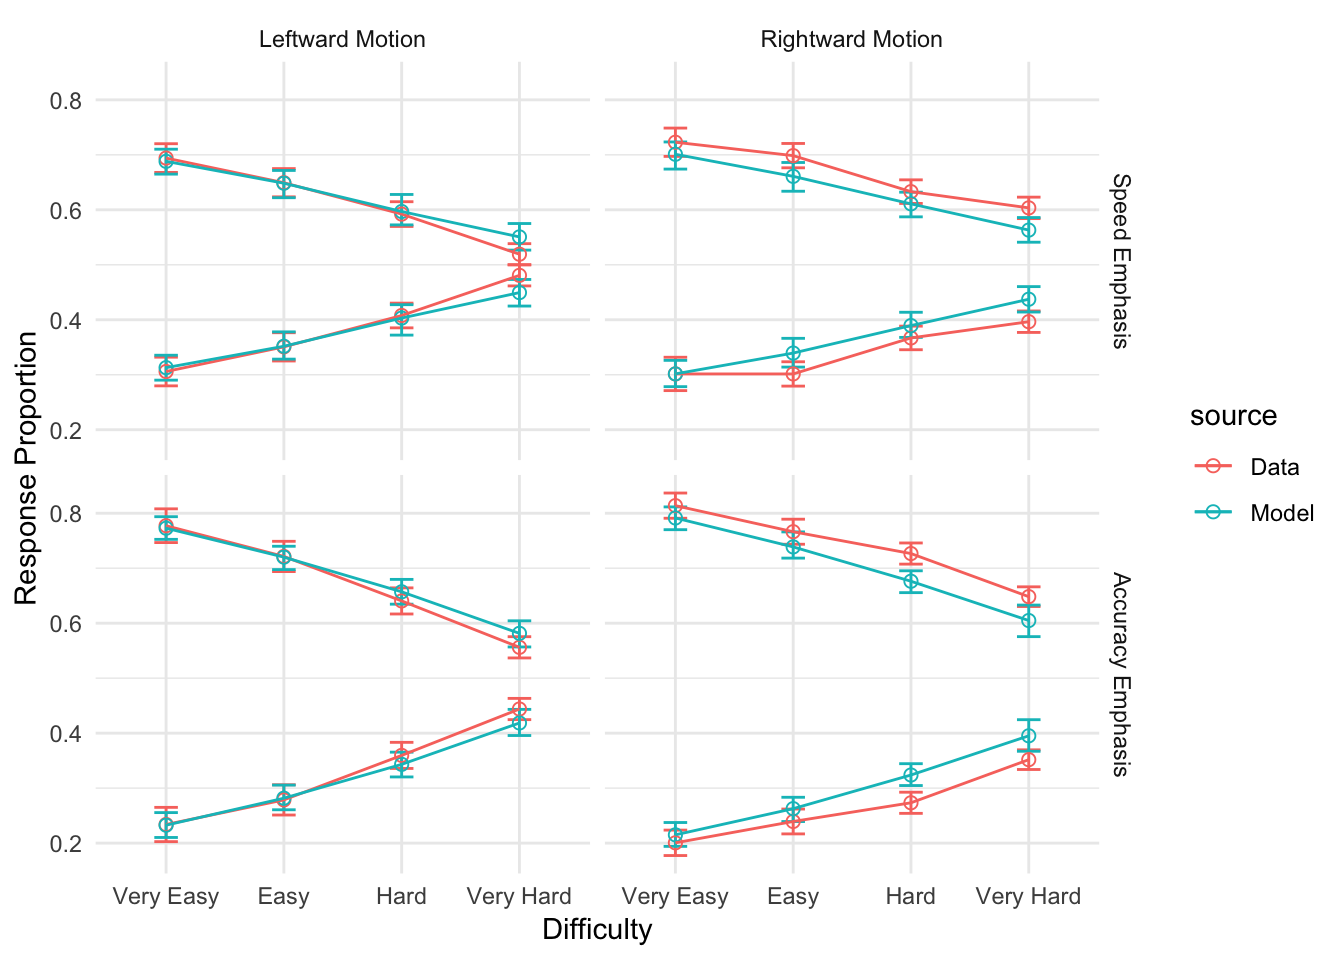 Leftward Motion
Rightward Motion
0.8
0.6
0.4
0.2
Speed Emphasis
Response Proportion
0.8
0.6
0.4
0.2
Accuracy Emphasis
source
Data
Model
Very Easy Easy Hard Very Hard
Very Easy Easy Hard Very Hard
Difficulty